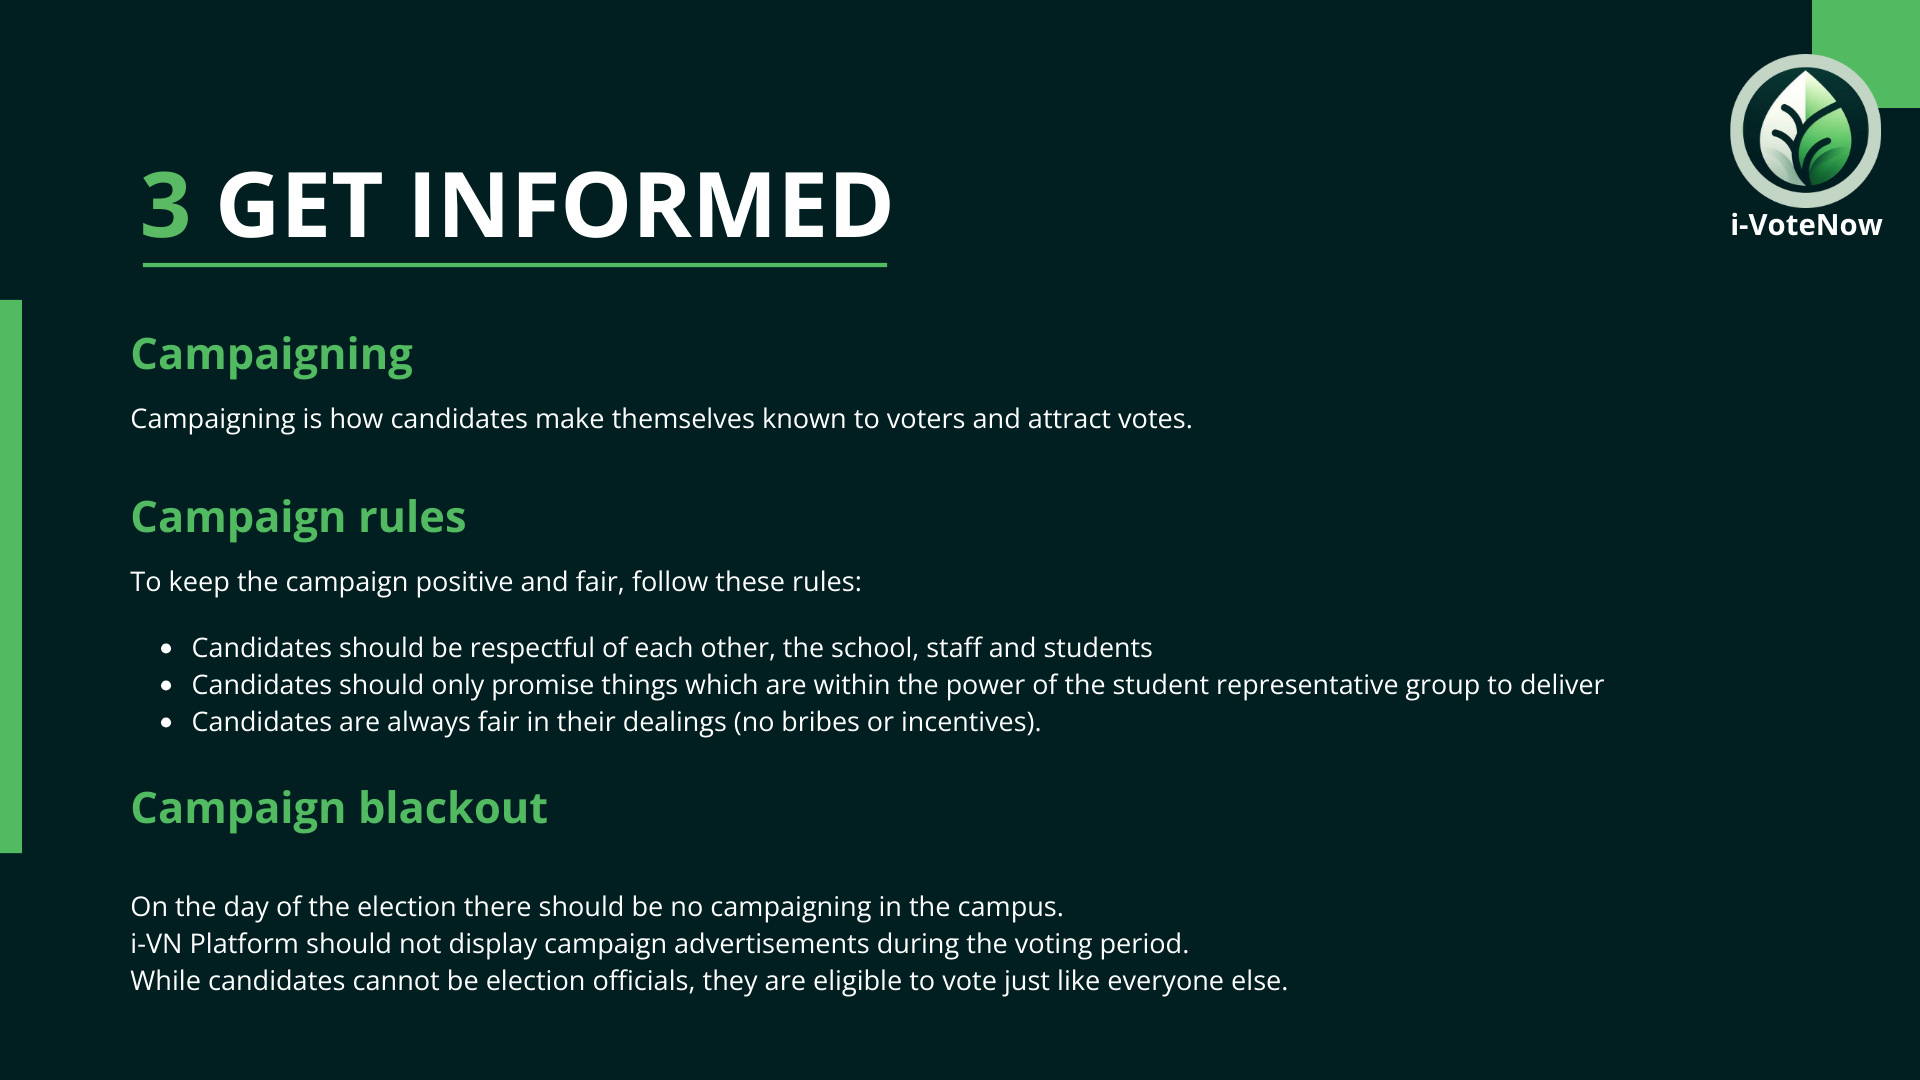 i-VoteNow
3 GET INFORMED
Campaigning
Campaigning is how candidates make themselves known to voters and attract votes.
Campaign rules
To keep the campaign positive and fair, follow these rules:
• Candidates should be respectful of each other, the school, staff and students
• Candidates should only promise things which are within the power of the student representative group to deliver
• Candidates are always fair in their dealings (no bribes or incentives).
Campaign blackout
On the day of the election there should be no campaigning in the campus.
i-VN Platform should not display campaign advertisements during the voting period.
While candidates cannot be election officials, they are eligible to vote just like everyone else.